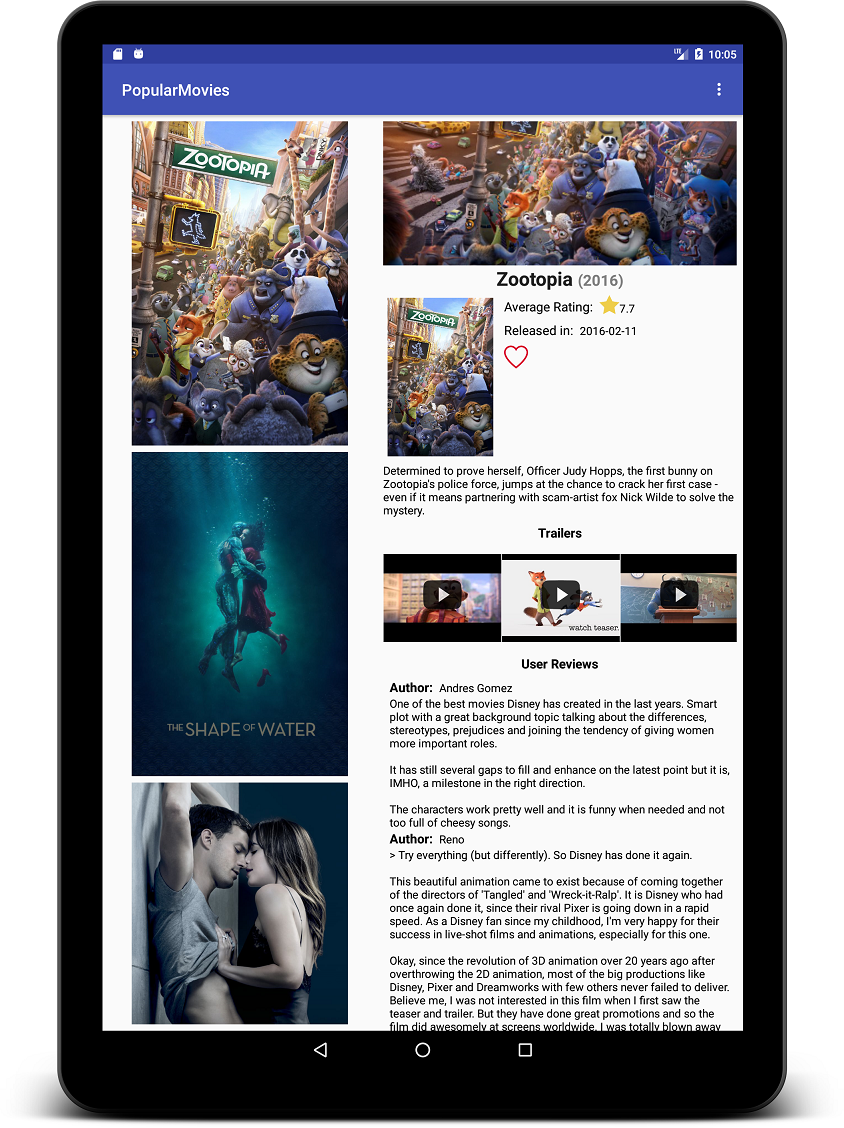 LTE 10:05
PopularMovies
ZOOTOPIA
THE SHAPE OF WATER
Zootopia (2016)
ZOOTOPIA
Average Rating: 7.7
Released in: 2016-02-11
Determined to prove herself, Officer Judy Hopps, the first bunny on
Zootopia's police force, jumps at the chance to crack her first case -
even if it means partnering with scam-artist fox Nick Wilde to solve the
mystery.
Trailers
watch teaser.
User Reviews
Author: Andres Gomez
One of the best movies Disney has created in the last years. Smart
plot with a great background topic talking about the differences,
stereotypes, prejudices and joining the tendency of giving women
more important roles.
It has still several gaps to fill and enhance on the latest point but it is,
IMHO, a milestone in the right direction.
The characters work pretty well and it is funny when needed and not
too full of cheesy songs.
Author: Reno
> Try everything (but differently). So Disney has done it again.
This beautiful animation came to exist because of coming together
of the directors of 'Tangled' and 'Wreck-it-Ralp'. It is Disney who had
once again done it, since their rival Pixer is going down in a rapid
speed. As a Disney fan since my childhood, I'm very happy for their
success in live-shot films and animations, especially for this one.
Okay, since the revolution of 3D animation over 20 years ago after
overthrowing the 2D animation, most of the big productions like
Disney, Pixer and Dreamworks with few others never failed to deliver.
Believe me, I was not interested in this film when I first saw the
teaser and trailer. But they have done great promotions and so the
film did awesomely at screens worldwide. I was totally blown away